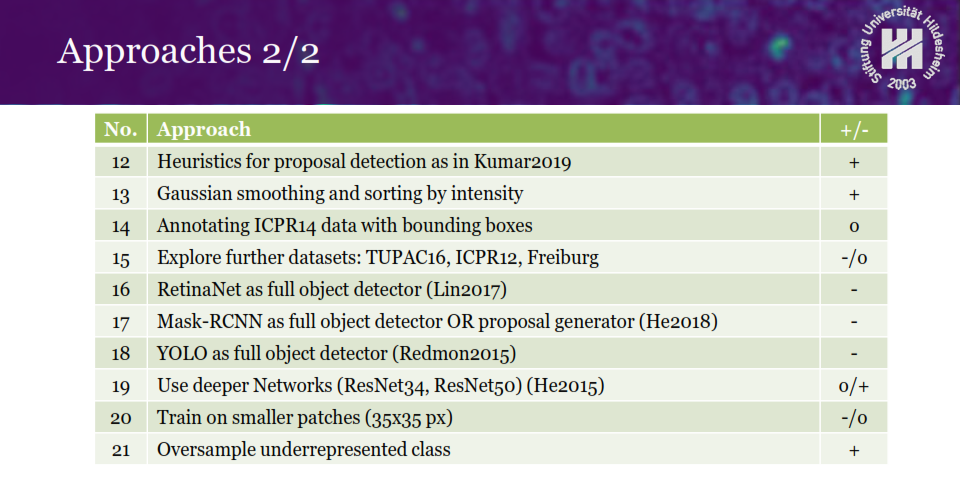 Approaches 2/2
Stiftung Universität Hildesheim
2003
No. Approach +/-
12 Heuristics for proposal detection as in Kumar2019 +
13 Gaussian smoothing and sorting by intensity +
14 Annotating ICPR14 data with bounding boxes o
15 Explore further datasets: TUPAC16, ICPR12, Freiburg -/o
16 RetinaNet as full object detector (Lin2017) -
17 Mask-RCNN as full object detector OR proposal generator (He2018) -
18 YOLO as full object detector (Redmon2015) -
19 Use deeper Networks (ResNet34, ResNet50) (He2015) o/+
20 Train on smaller patches (35x35 px) -/o
21 Oversample underrepresented class +